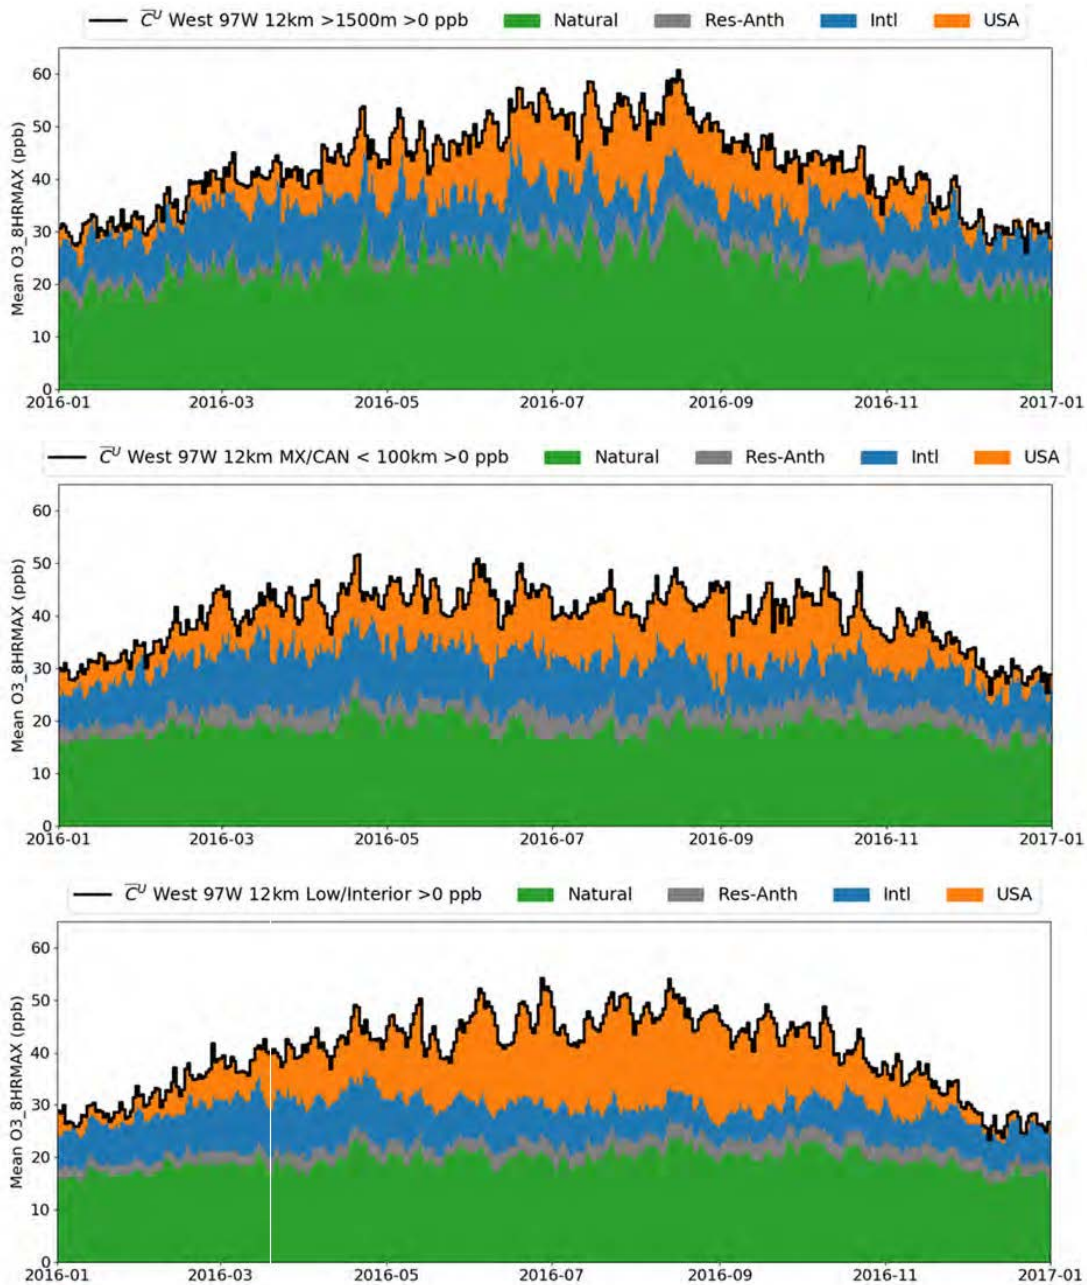 C̅ᵁ West 97W 12km >1500m >0 ppb Natural Res-Anth Intl USA
Mean O3_8HRMAX (ppb)
60
50
40
30
20
10
0
2016-01 2016-03 2016-05 2016-07 2016-09 2016-11 2017-01
C̅ᵁ West 97W 12km MX/CAN < 100km >0 ppb Natural Res-Anth Intl USA
Mean O3_8HRMAX (ppb)
60
50
40
30
20
10
0
2016-01 2016-03 2016-05 2016-07 2016-09 2016-11 2017-01
C̅ᵁ West 97W 12km Low/Interior >0 ppb Natural Res-Anth Intl USA
Mean O3_8HRMAX (ppb)
60
50
40
30
20
10
0
2016-01 2016-03 2016-05 2016-07 2016-09 2016-11 2017-01